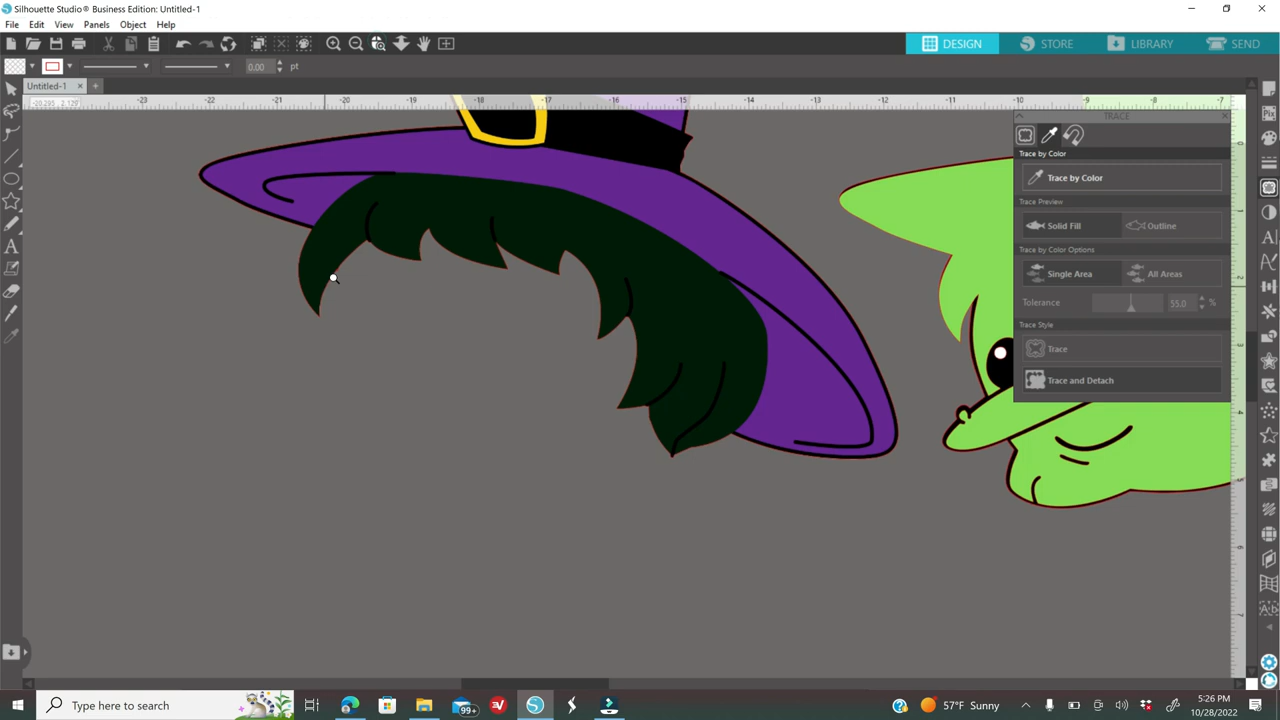 Silhouette Studio® Business Edition: Untitled-1
File Edit View Panels Object Help
DESIGN STORE LIBRARY SEND
0.00 pt
Untitled-1
-20.295 2.129
-23 -22 -21 -20 -19 -18 -17 -16 -15 -14 -13 -12 -11 -10 -9 -8 -7
TRACE
Trace by Color
Trace by Color
Trace Preview
Solid Fill Outline
Trace by Color Options
Single Area All Areas
Tolerance 55.0 %
Trace Style
Trace
Trace and Detach
Type here to search
99+
57°F Sunny
5:26 PM
10/28/2022